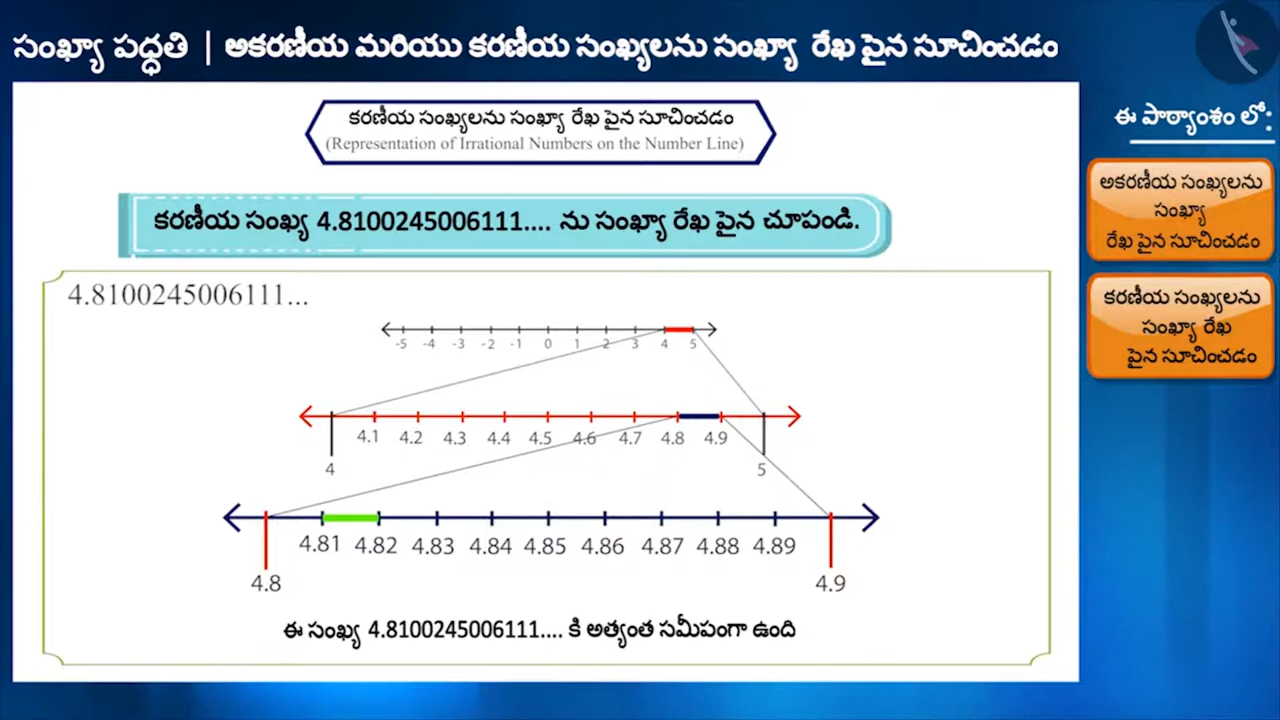 సంఖ్యా పద్ధతి | అకరణీయ మరియు కరణీయ సంఖ్యలను సంఖ్యా రేఖ పైన సూచించడం
కరణీయ సంఖ్యలను సంఖ్యా రేఖ పైన సూచించడం
(Representation of Irrational Numbers on the Number Line)
కరణీయ సంఖ్య 4.8100245006111.... ను సంఖ్యా రేఖ పైన చూపండి.
4.8100245006111...
-5 -4 -3 -2 -1 0 1 2 3 4 5
4.1 4.2 4.3 4.4 4.5 4.6 4.7 4.8 4.9
4 5
4.81 4.82 4.83 4.84 4.85 4.86 4.87 4.88 4.89
4.8 4.9
ఈ సంఖ్య 4.8100245006111.... కి అత్యంత సమీపంగా ఉంది
ఈ పాఠ్యాంశం లో:
అకరణీయ సంఖ్యలను
సంఖ్యా
రేఖ పైన సూచించడం
కరణీయ సంఖ్యలను
సంఖ్యా రేఖ
పైన సూచించడం